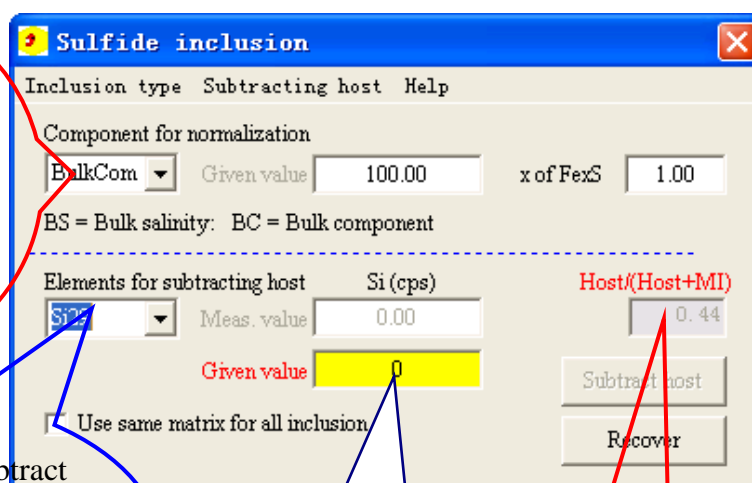 Sulfide inclusion
Inclusion type Subtracting host Help
Component for normalization
BulkCom Given value 100.00 x of FexS 1.00
BS = Bulk salinity: BC = Bulk component
Elements for subtracting host Si (cps) Host/(Host+MI)
Si29 Meas. value 0.00 0.44
Given value 0 Subtract host
Use same matrix for all inclusion
Recover
btract